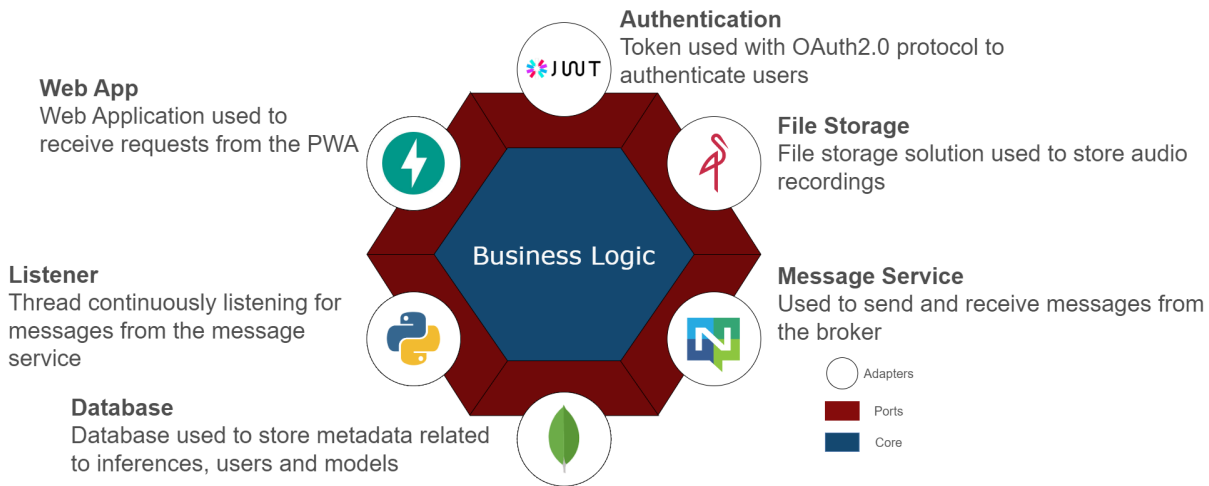 Authentication
Token used with OAuth2.0 protocol to
authenticate users
JWT
Web App
Web Application used to
receive requests from the PWA
File Storage
File storage solution used to store audio
recordings
Business Logic
Listener
Thread continuously listening for
messages from the message
service
Message Service
Used to send and receive messages from
the broker
N
Adapters
Ports
Core
Database
Database used to store metadata related
to inferences, users and models